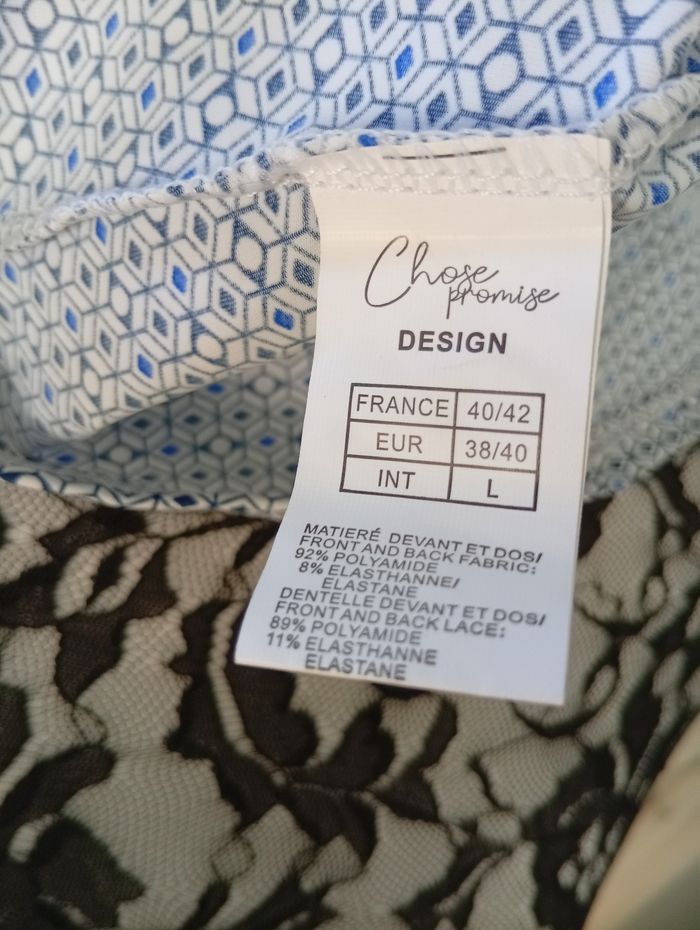 Chose
promise
DESIGN
FRANCE 40/42
EUR 38/40
INT L
MATIERÉ DEVANT ET DOS/
FRONT AND BACK FABRIC:
92% POLYAMIDE
8% ELASTHANNE/
ELASTANE
DENTELLE DEVANT ET DOS/
FRONT AND BACK LACE:
89% POLYAMIDE
11% ELASTHANNE
ELASTANE